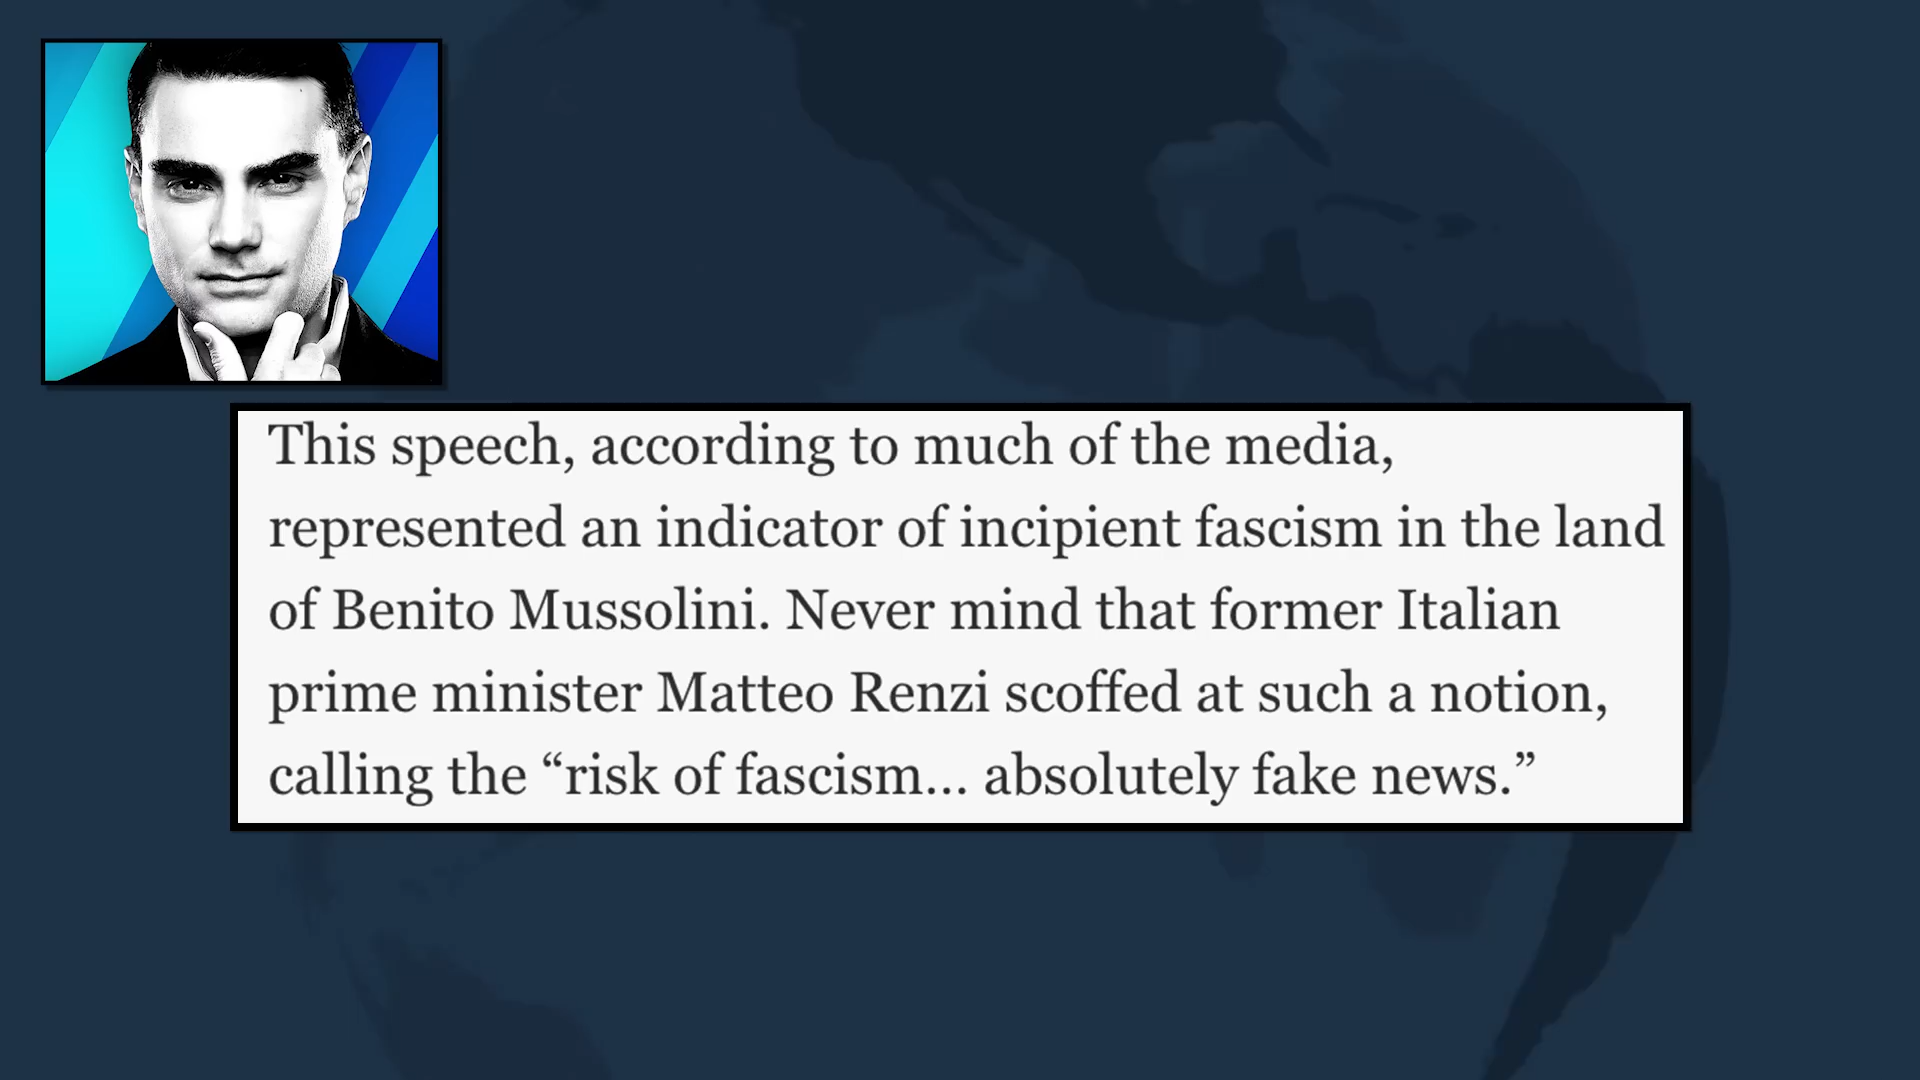 This speech, according to much of the media,
represented an indicator of incipient fascism in the land
of Benito Mussolini. Never mind that former Italian
prime minister Matteo Renzi scoffed at such a notion,
calling the “risk of fascism... absolutely fake news.”